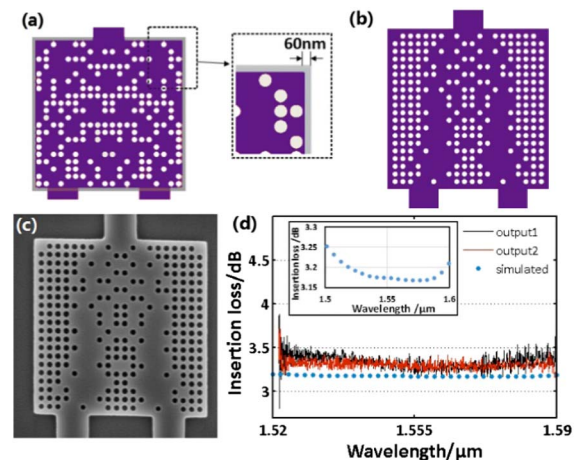 (a)
60nm
(b)
(c)
(d)
Insertion loss/dB
4.5
4
3.5
3
1.52
1.555
1.59
Wavelength/μm
Insertion loss /dB
3.3
3.25
3.2
3.15
1.5
1.55
1.6
Wavelength /μm
output1
output2
simulated